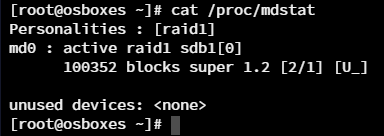 [root@osboxes ~]# cat /proc/mdstat
Personalities : [raid1]
md0 : active raid1 sdb1[0]
      100352 blocks super 1.2 [2/1] [U_]

unused devices: <none>
[root@osboxes ~]#